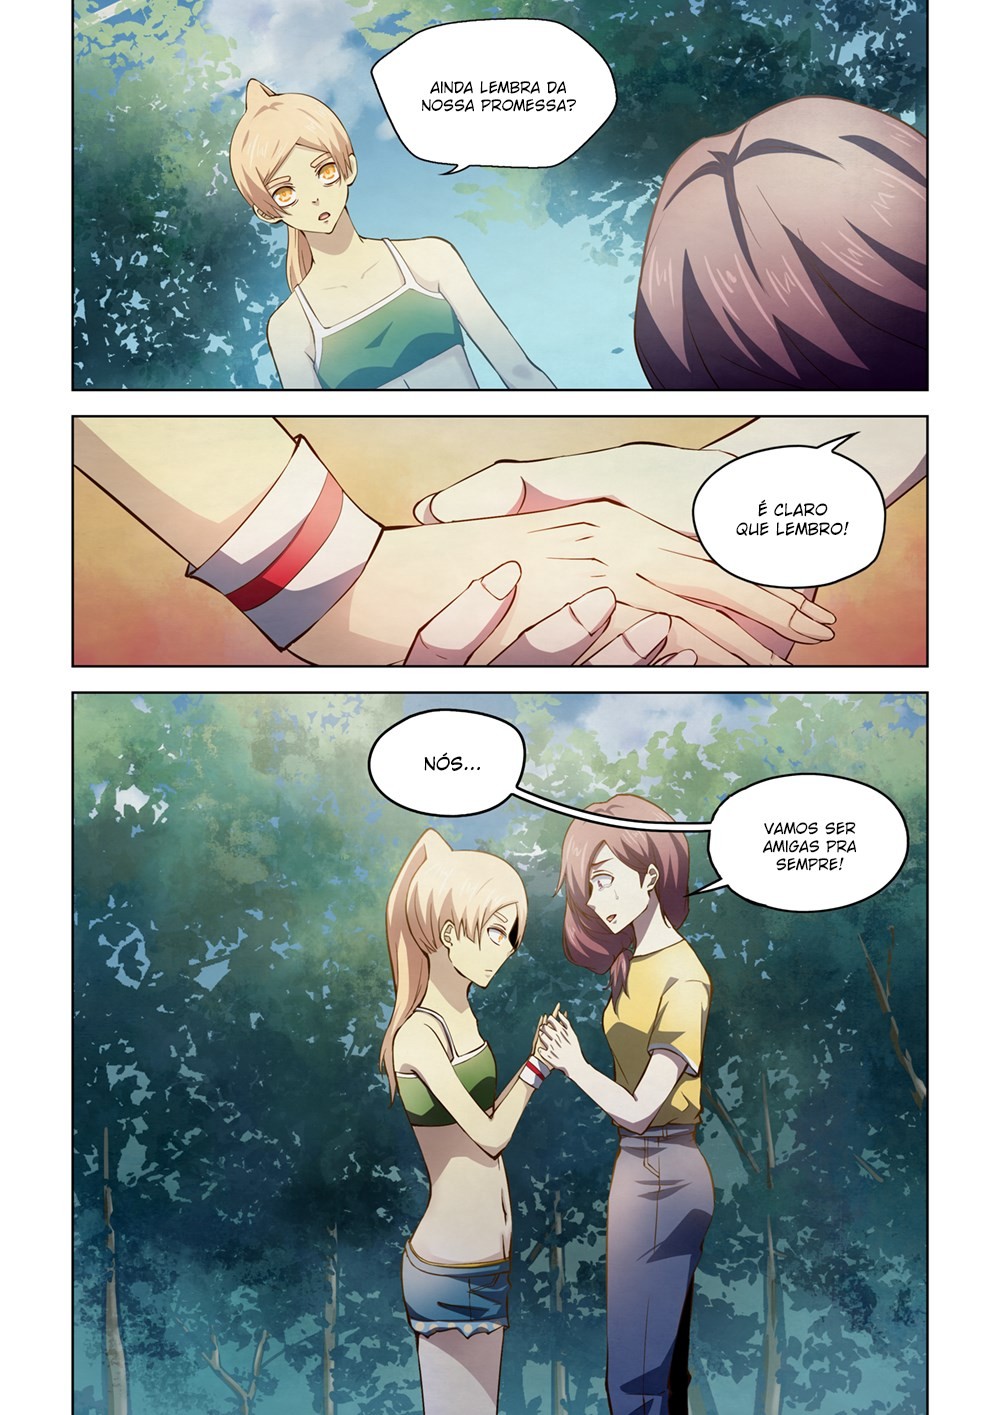 AINDA LEMBRA DA
NOSSA PROMESSA?
É CLARO
QUE LEMBRO!
NÓS...
VAMOS SER
AMIGAS PRA
SEMPRE!